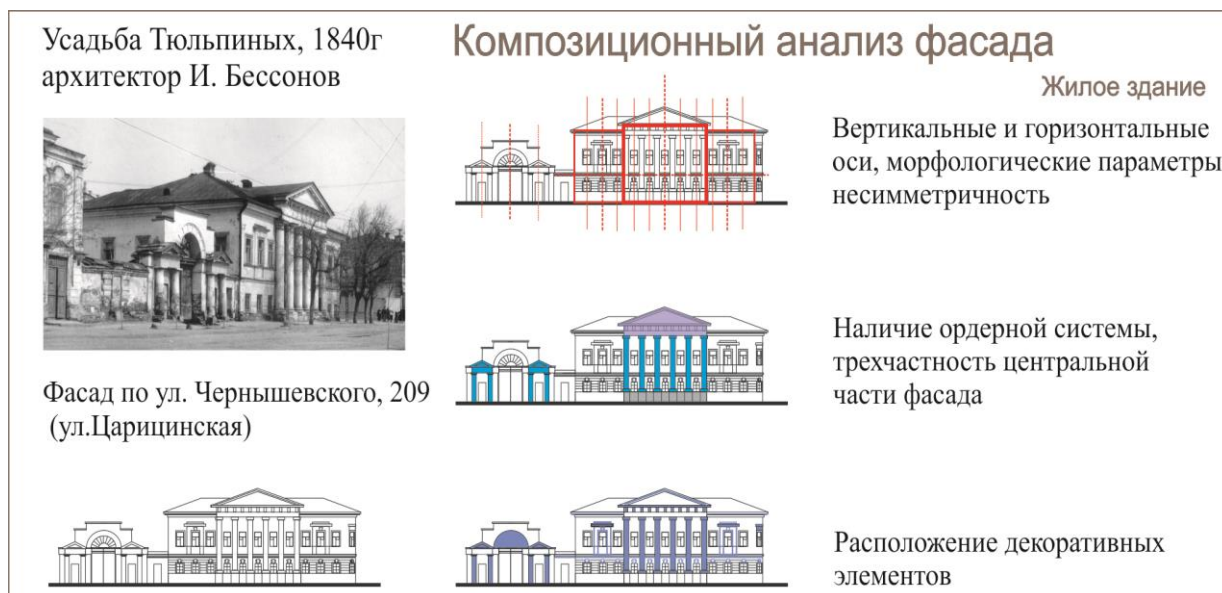 Усадьба Тюльпиных, 1840г
архитектор И. Бессонов
Композиционный анализ фасада
Жилое здание
Вертикальные и горизонтальные
оси, морфологические параметры
несимметричность
Наличие ордерной системы,
трехчастность центральной
части фасада
Фасад по ул. Чернышевского, 209
(ул.Царицинская)
Расположение декоративных
элементов